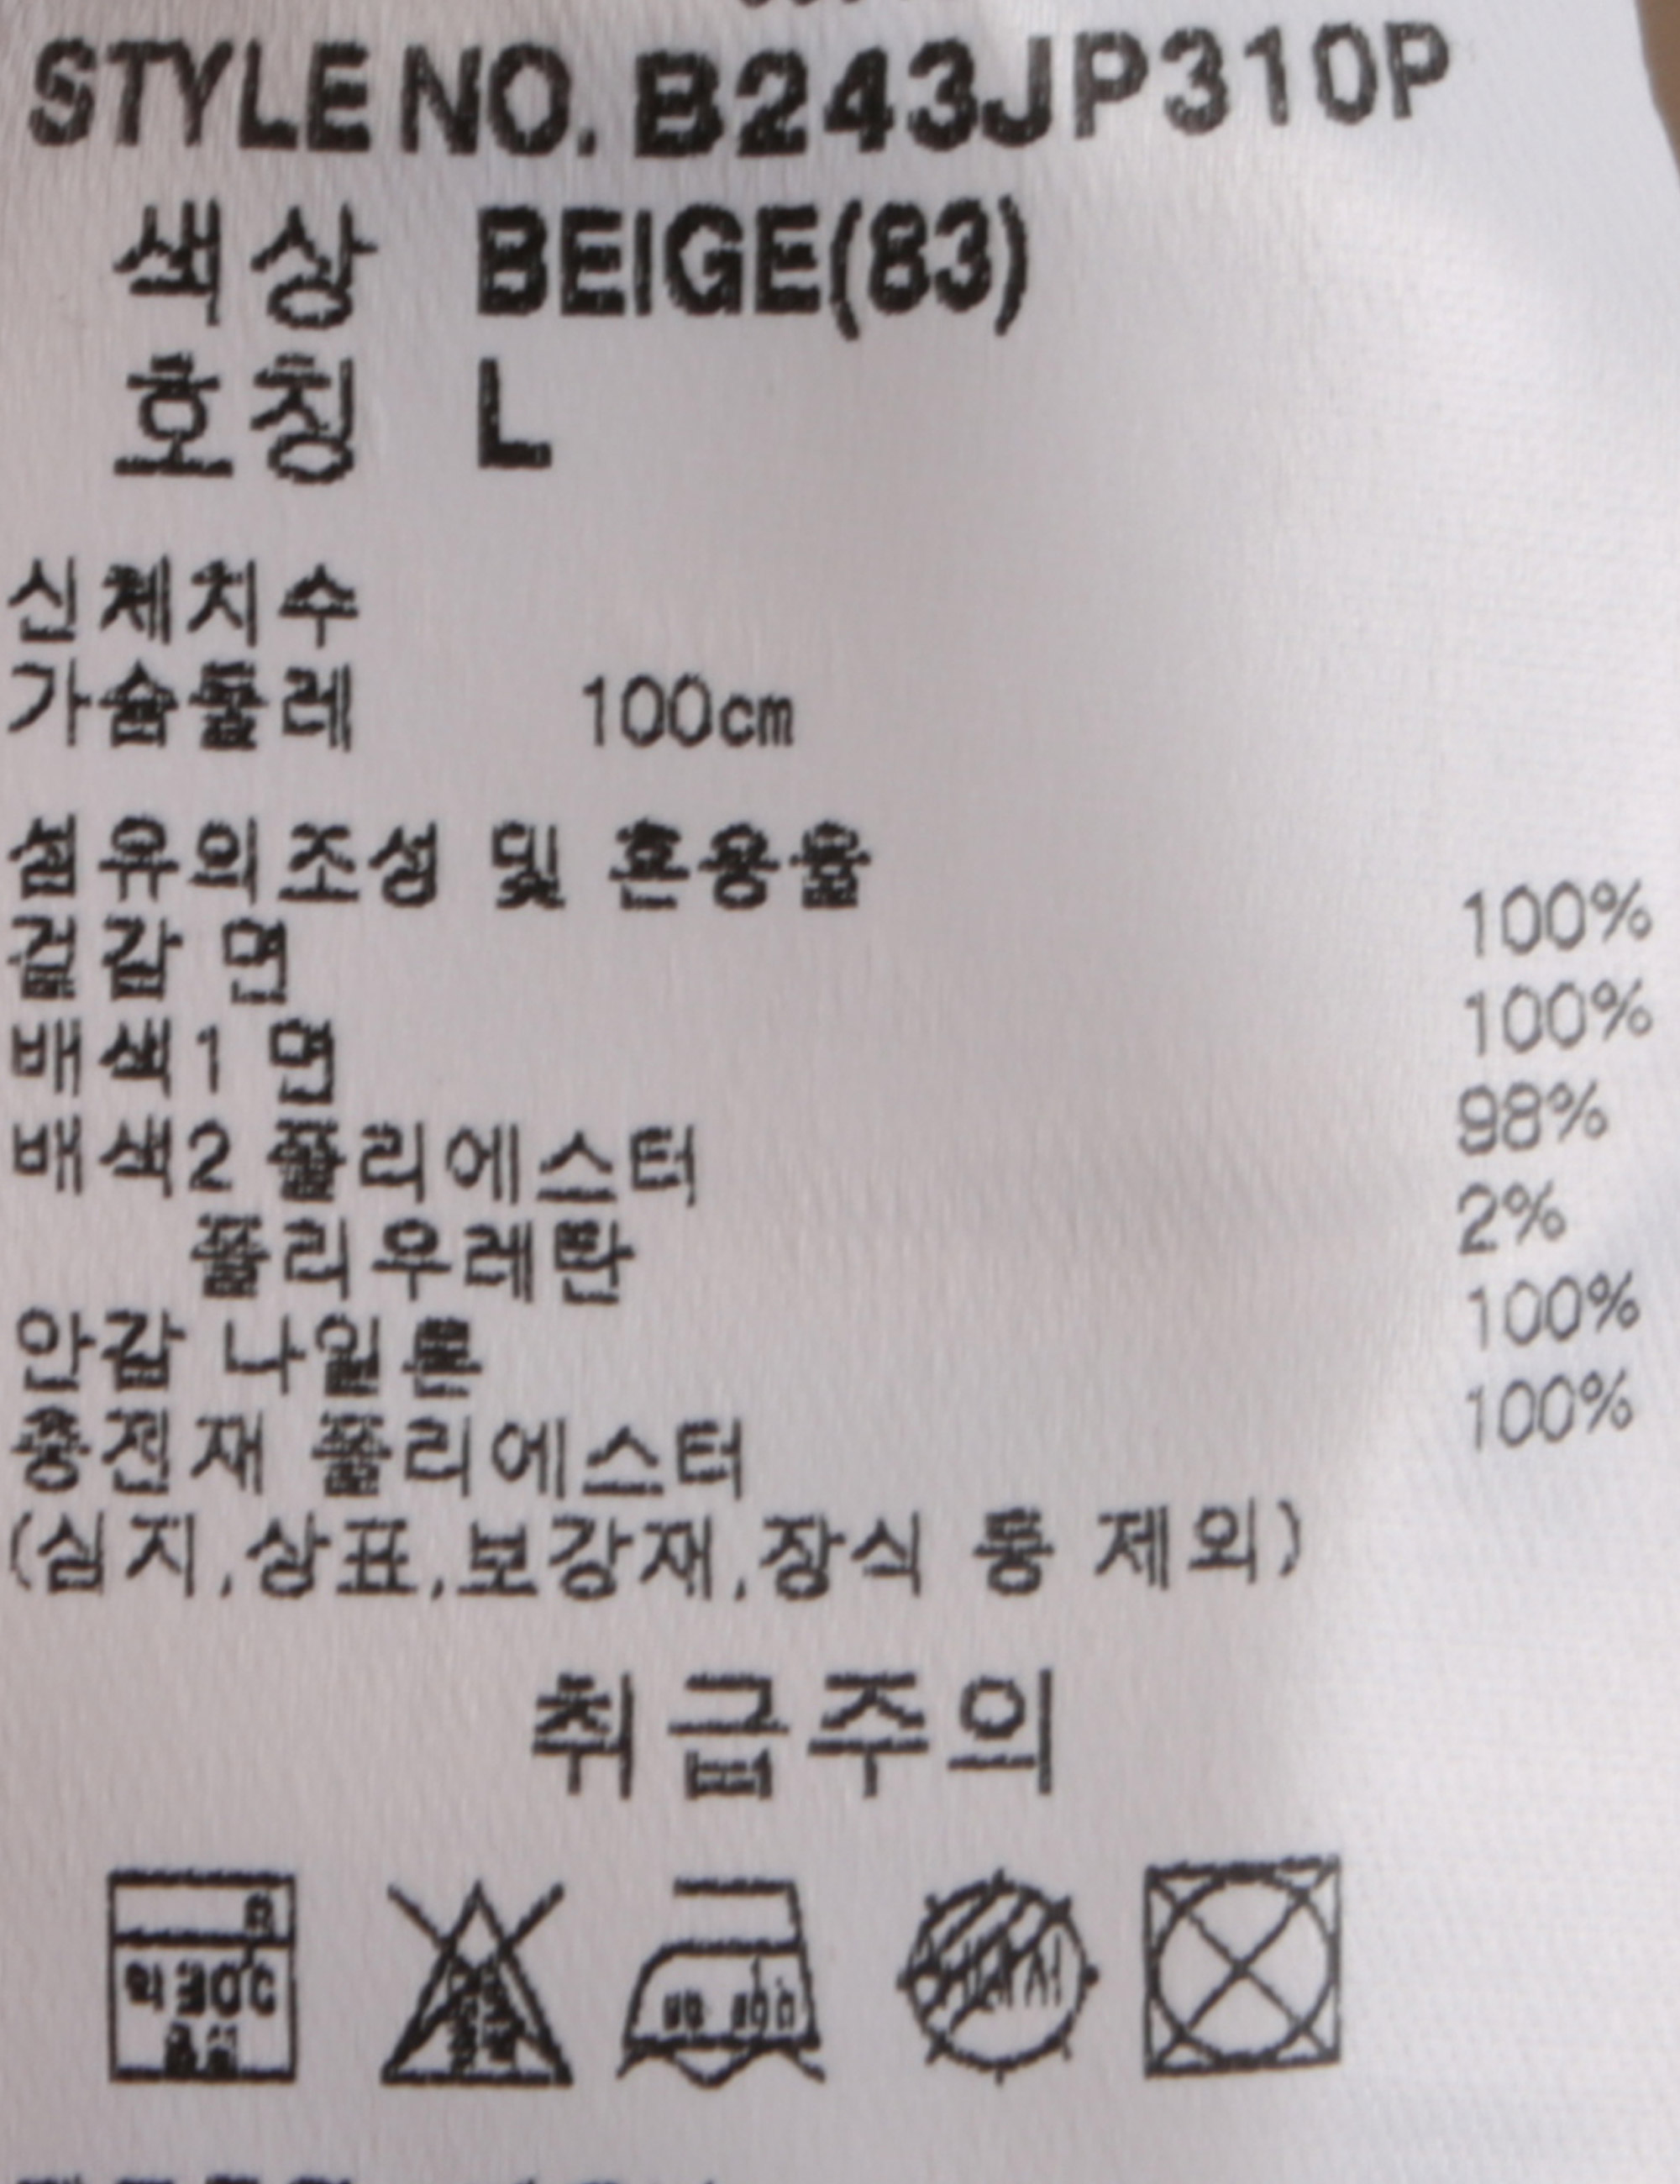 STYLE NO. B243JP310P
색상 BEIGE(83)
호칭 L
신체치수
가슴둘레 100cm
섬유의조성 및 혼용율
겉감 면 100%
배색1 면 100%
배색2 폴리에스터 98%
폴리우레탄 2%
안감 나일론 100%
충전재 폴리에스터 100%
(심지,상표,보강재,장식 등 제외)
취급주의